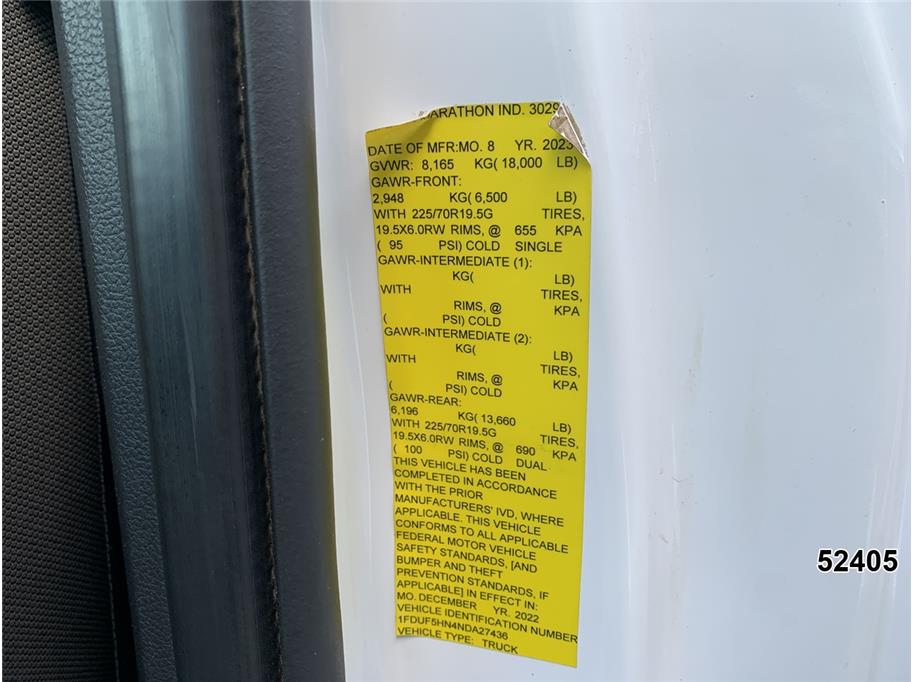 MARATHON IND. 3029
DATE OF MFR:MO. 8 YR. 2023
GVWR: 8,165 KG( 18,000 LB)
GAWR-FRONT:
2,948 KG( 6,500 LB)
WITH 225/70R19.5G TIRES,
19.5X6.0RW RIMS, @ 655 KPA
( 95 PSI) COLD SINGLE
GAWR-INTERMEDIATE (1):
KG( LB)
WITH TIRES,
RIMS, @ KPA
( PSI) COLD
GAWR-INTERMEDIATE (2):
KG( LB)
WITH TIRES,
RIMS, @ KPA
( PSI) COLD
GAWR-REAR:
6,196 KG( 13,660 LB)
WITH 225/70R19.5G TIRES,
19.5X6.0RW RIMS, @ 690 KPA
( 100 PSI) COLD DUAL
THIS VEHICLE HAS BEEN
COMPLETED IN ACCORDANCE
WITH THE PRIOR
MANUFACTURERS' IVD, WHERE
APPLICABLE. THIS VEHICLE
CONFORMS TO ALL APPLICABLE
FEDERAL MOTOR VEHICLE
SAFETY STANDARDS, [AND
BUMPER AND THEFT
PREVENTION STANDARDS, IF
APPLICABLE] IN EFFECT IN:
MO. DECEMBER YR. 2022
VEHICLE IDENTIFICATION NUMBER
1FDUF5HN4NDA27436
VEHICLE TYPE: TRUCK
52405